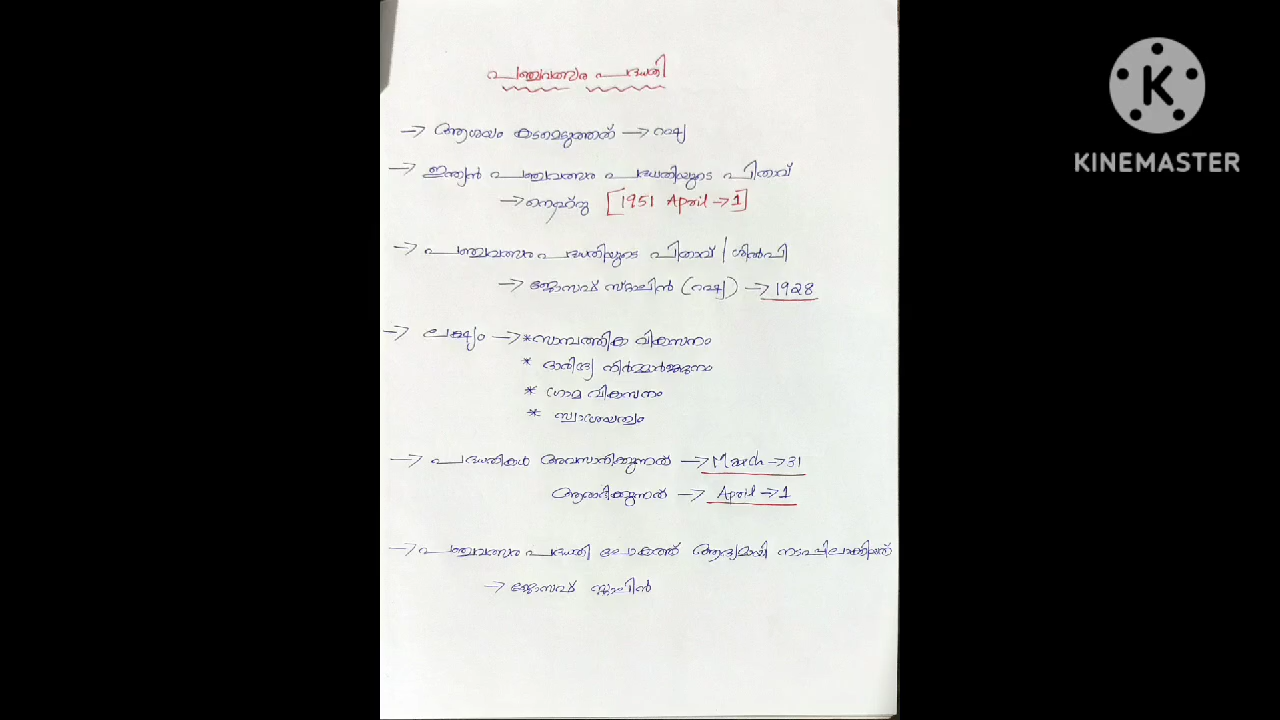 പഞ്ചവത്സര പദ്ധതി
→ ആശയം കടമെടുത്തത് → റഷ്യ
→ ഇന്ത്യൻ പഞ്ചവത്സര പദ്ധതിയുടെ പിതാവ്
→ നെഹ്റു [1951 April → 1]
→ പഞ്ചവത്സര പദ്ധതിയുടെ പിതാവ് / ശിൽപി
→ ജോസഫ് സ്റ്റാലിൻ (റഷ്യ) → 1928
→ ലക്ഷ്യം → * സാമ്പത്തിക വികസനം
* ദാരിദ്ര്യ നിർമ്മാർജ്ജനം
* ഗ്രാമ വികസനം
* സ്വാശ്രയത്വം
→ പദ്ധതികൾ അവസാനിക്കുന്നത് → March → 31
ആരംഭിക്കുന്നത് → April → 1
→ പഞ്ചവത്സര പദ്ധതി ലോകത്ത് ആദ്യമായി നടപ്പിലാക്കിയത്
→ ജോസഫ് സ്റ്റാലിൻ
K
KINEMASTER